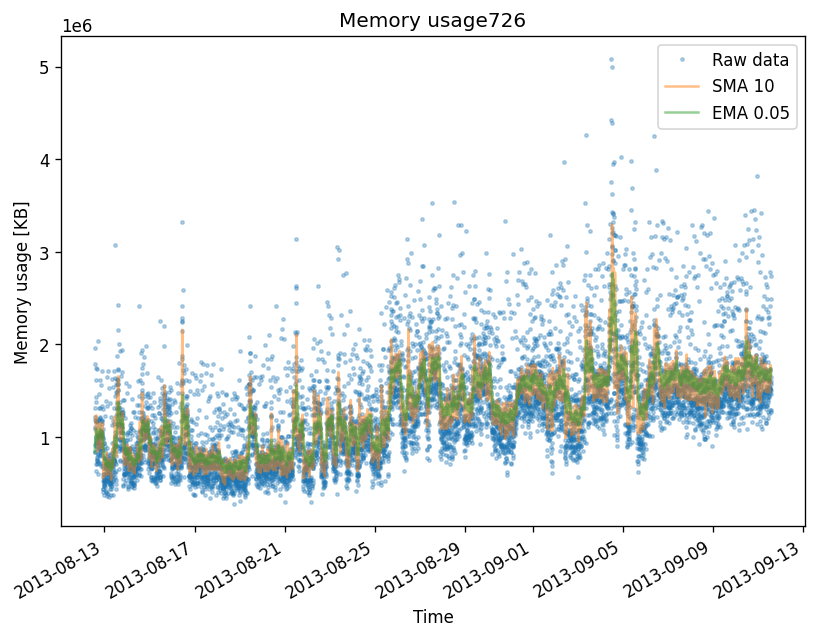 Memory usage726
1e6
Raw data
SMA 10
EMA 0.05
5
4
3
2
1
Memory usage [KB]
2013-08-13
2013-08-17
2013-08-21
2013-08-25
2013-08-29
2013-09-01
2013-09-05
2013-09-09
2013-09-13
Time